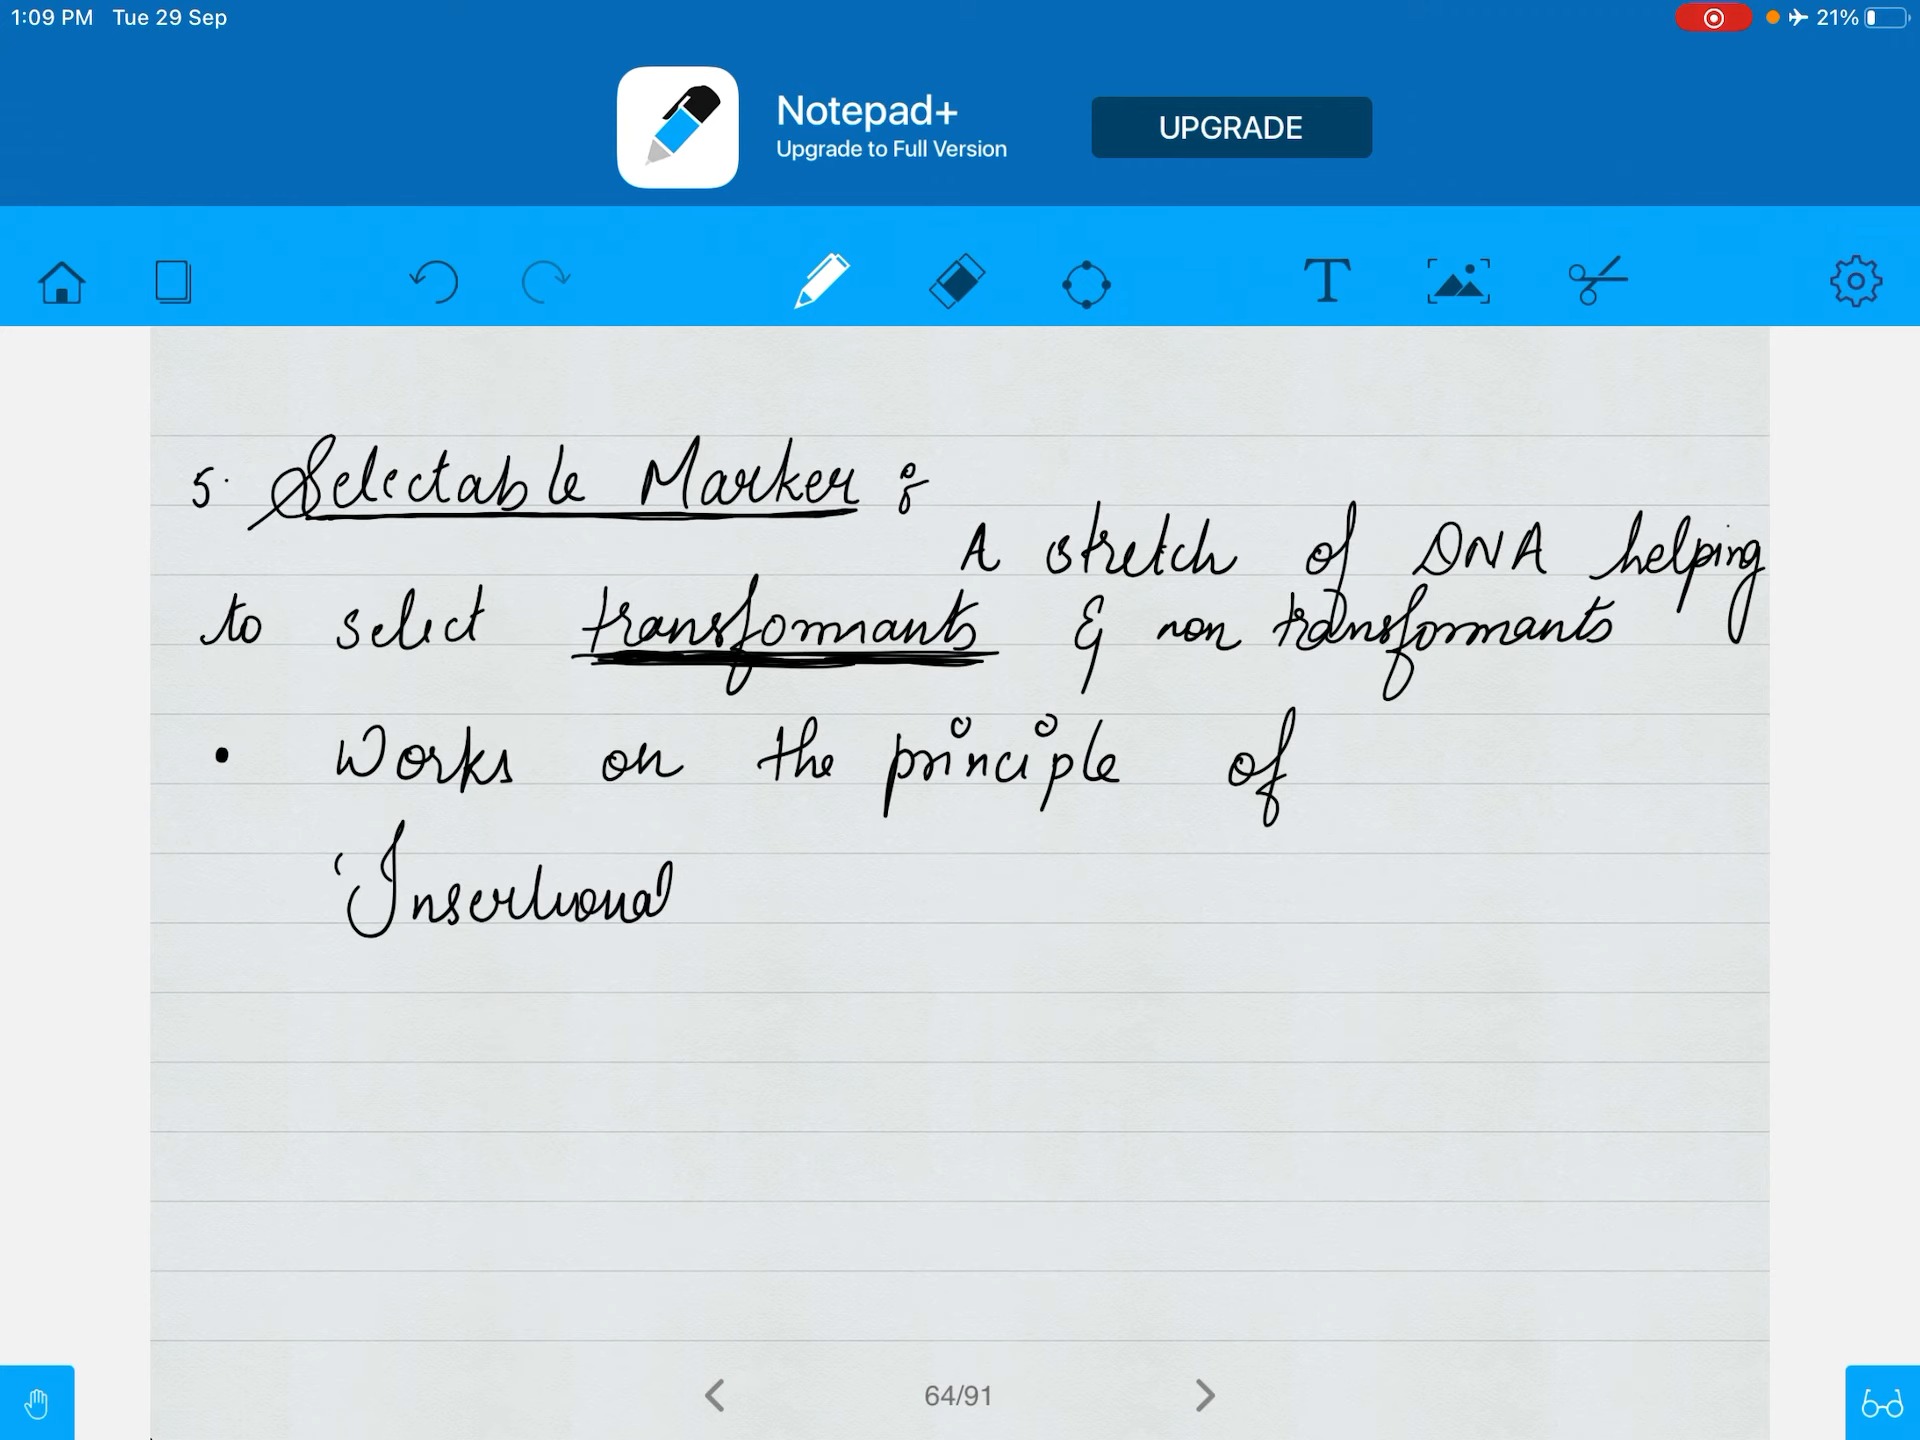 1:09 PM Tue 29 Sep
21%
Notepad+
Upgrade to Full Version
UPGRADE
T
5. Selectable Marker :
A stretch of DNA helping
to select transformants & non transformants
• Works on the principle of
'Insertional
64/91